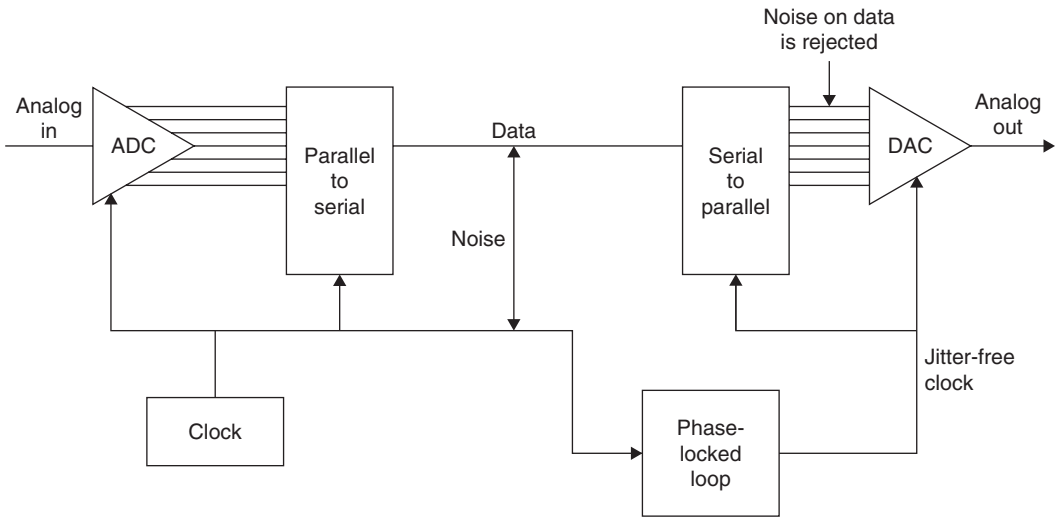 Noise on data
is rejected
Analog
in
ADC
Parallel
to
serial
Data
Noise
Serial
to
parallel
DAC
Analog
out
Clock
Phase-
locked
loop
Jitter-free
clock